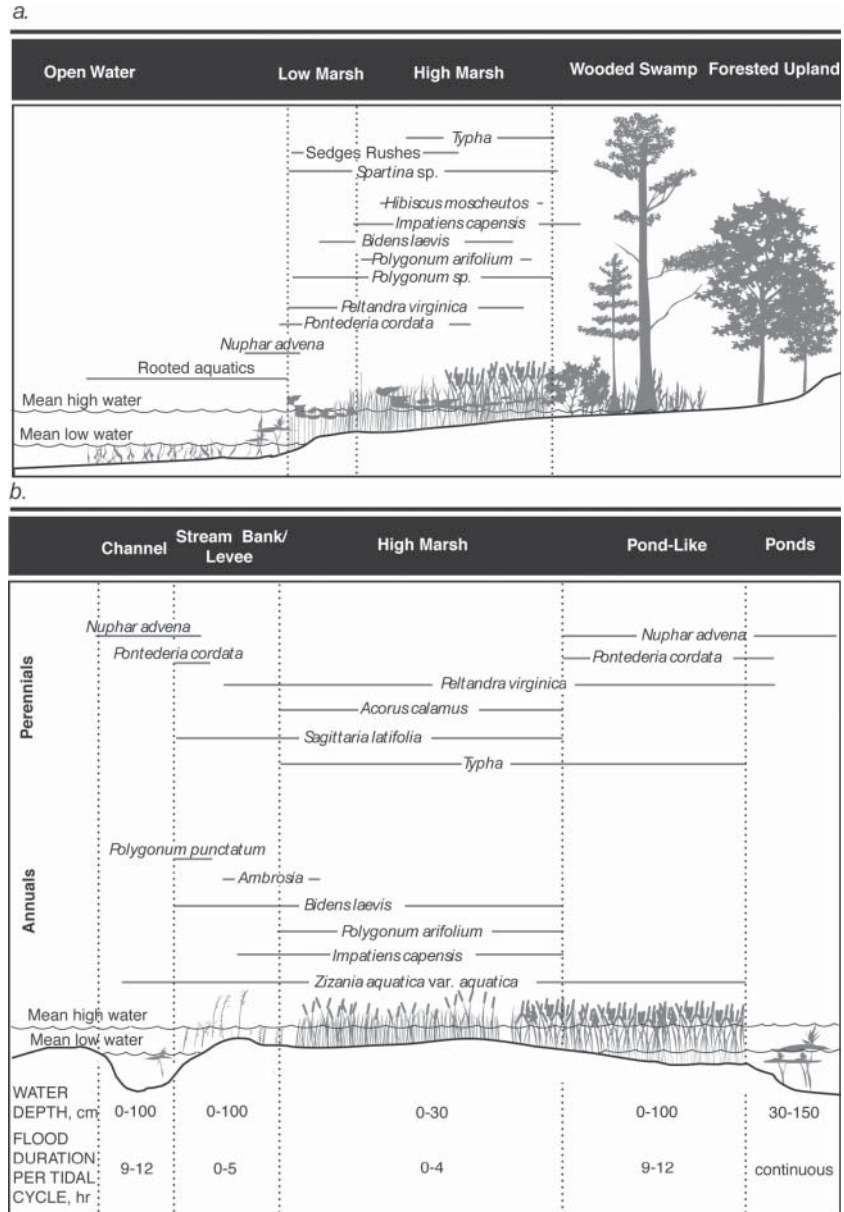 a.
Open Water Low Marsh High Marsh Wooded Swamp Forested Upland
Typha
Sedges Rushes
Spartina sp.
Hibiscus moscheutos
Impatiens capensis
Bidens laevis
Polygonum arifolium
Polygonum sp.
Peltandra virginica
Pontederia cordata
Nuphar advena
Rooted aquatics
Mean high water
Mean low water
b.
Channel Stream Bank/ Levee High Marsh Pond-Like Ponds
Perennials
Nuphar advena Nuphar advena
Pontederia cordata Pontederia cordata
Peltandra virginica
Acorus calamus
Sagittaria latifolia
Typha
Annuals
Polygonum punctatum
Ambrosia
Bidens laevis
Polygonum arifolium
Impatiens capensis
Zizania aquatica var. aquatica
Mean high water
Mean low water
WATER
DEPTH, cm 0-100 0-100 0-30 0-100 30-150
FLOOD
DURATION
PER TIDAL 9-12 0-5 0-4 9-12 continuous
CYCLE, hr